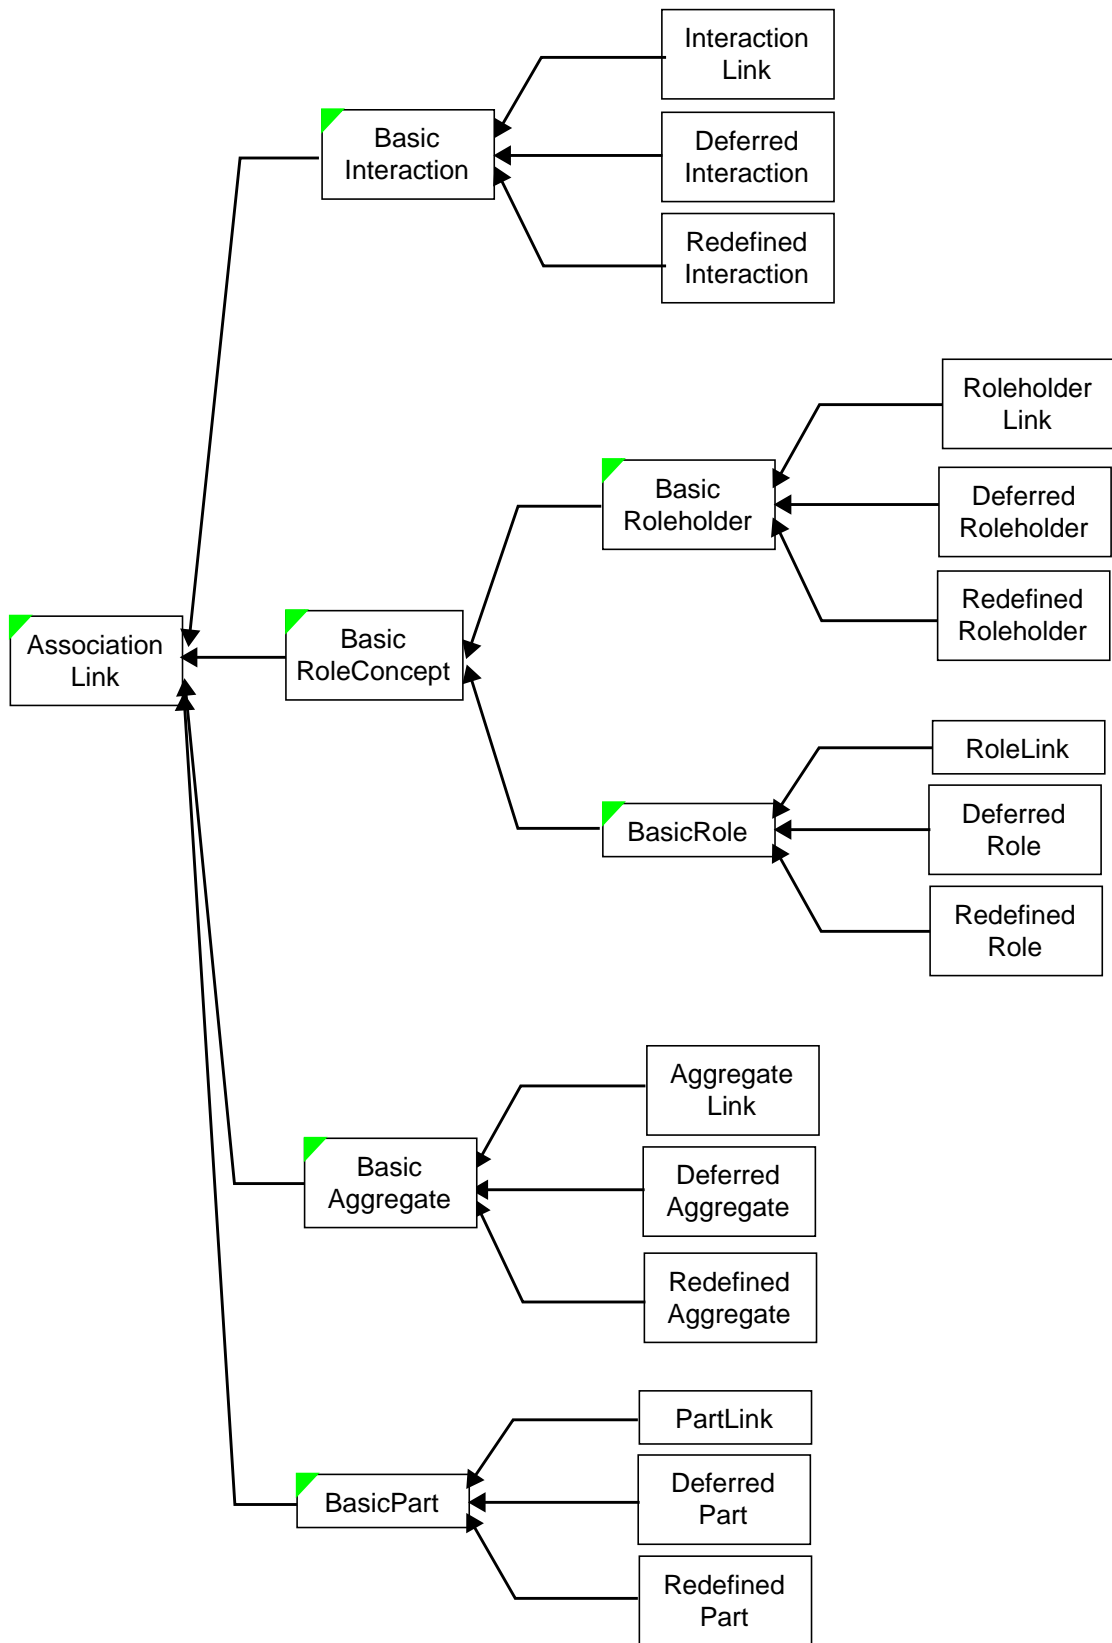 Interaction
Link
Basic
Interaction
Deferred
Interaction
Redefined
Interaction
Roleholder
Link
Basic
Roleholder
Deferred
Roleholder
Redefined
Roleholder
Association
Link
Basic
RoleConcept
RoleLink
BasicRole
Deferred
Role
Redefined
Role
Aggregate
Link
Basic
Aggregate
Deferred
Aggregate
Redefined
Aggregate
PartLink
BasicPart
Deferred
Part
Redefined
Part